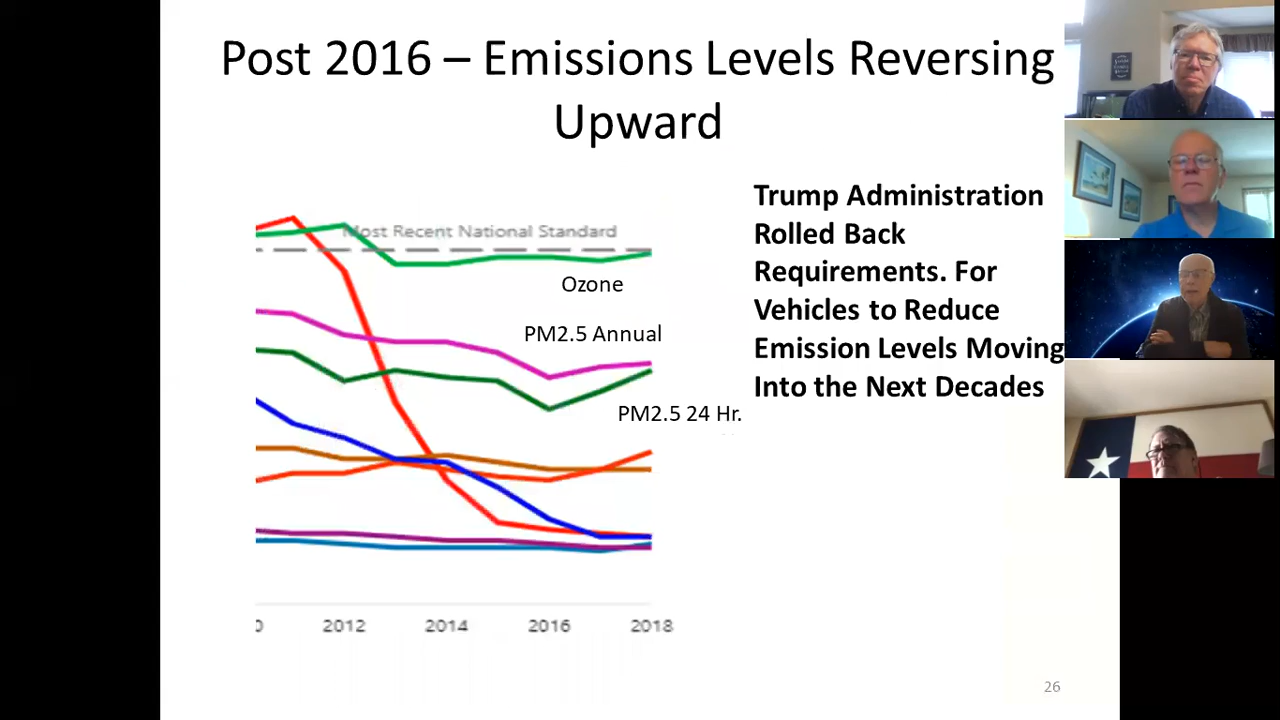 Post 2016 – Emissions Levels Reversing
Upward
Trump Administration
Rolled Back
Requirements. For
Vehicles to Reduce
Emission Levels Moving
Into the Next Decades
Most Recent National Standard
Ozone
PM2.5 Annual
PM2.5 24 Hr.
0 2012 2014 2016 2018
26